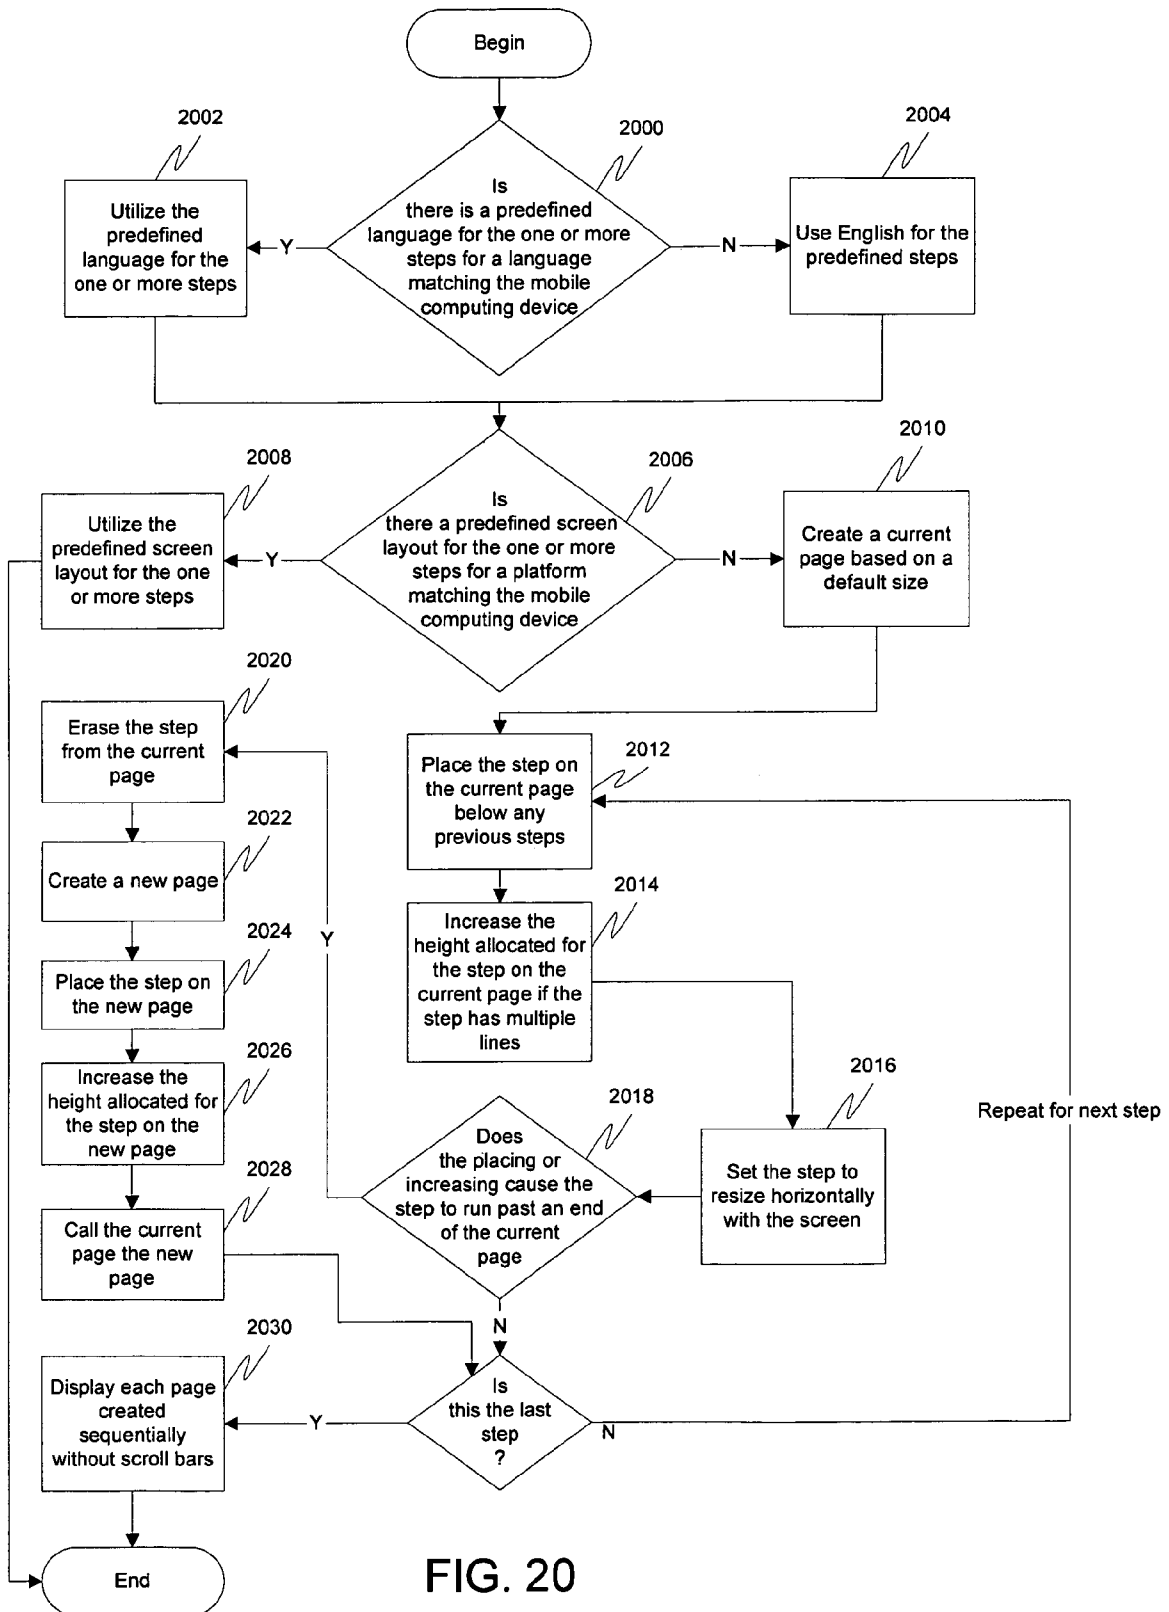 Begin
2002
2000
2004
Utilize the
predefined
language for the
one or more steps
Y
Is
there is a predefined
language for the one or more
steps for a language
matching the mobile
computing device
N
Use English for the
predefined steps
2008
2006
2010
Utilize the
predefined screen
layout for the one
or more steps
Y
Is
there a predefined screen
layout for the one or more
steps for a platform
matching the mobile
computing device
N
Create a current
page based on a
default size
2020
Erase the step
from the current
page
2012
Place the step on
the current page
below any
previous steps
2022
Create a new page
2014
Increase the
height allocated for
the step on the
current page if the
step has multiple
lines
Y
2024
Place the step on
the new page
2026
Increase the
height allocated for
the step on the
new page
2016
Set the step to
resize horizontally
with the screen
Repeat for next step
2018
Does
the placing or
increasing cause the
step to run past an end
of the current
page
2028
Call the current
page the new
page
N
2030
Display each page
created
sequentially
without scroll bars
Y
Is
this the last
step
?
N
End
FIG. 20